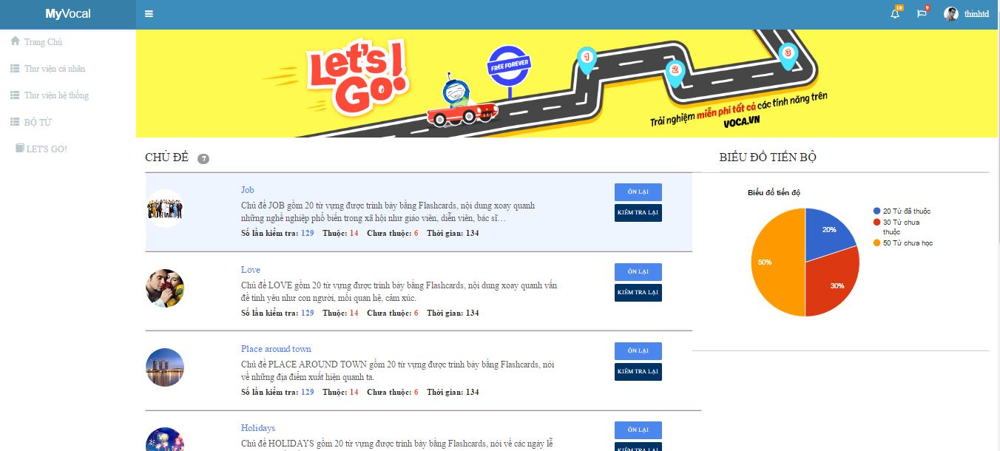 MyVocal
10
9
thinhtd
Trang Chủ
Thư viện cá nhân
Thư viện hệ thống
BỘ TỪ
LET'S GO!
Let's
Go!
FREE FOREVER
1
2
3
Trải nghiệm miễn phí tất cả các tính năng trên
VOCA.VN
CHỦ ĐỀ 7
BIỂU ĐỒ TIẾN BỘ
Job
Chủ đề JOB gồm 20 từ vựng được trình bày bằng Flashcards, nội dung xoay quanh
những nghề nghiệp phổ biến trong xã hội như giáo viên, diễn viên, bác sĩ…
Số lần kiểm tra: 129 Thuộc: 14 Chưa thuộc: 6 Thời gian: 134
ÔN LẠI
KIỂM TRA LẠI
Biểu đồ tiến độ
20%
30%
50%
20 Từ đã thuộc
30 Từ chưa
thuộc
50 Từ chưa học
Love
Chủ đề LOVE gồm 20 từ vựng được trình bày bằng Flashcards, nội dung xoay quanh vấn
đề tình yêu như con người, mối quan hệ, cảm xúc.
Số lần kiểm tra: 129 Thuộc: 14 Chưa thuộc: 6 Thời gian: 134
ÔN LẠI
KIỂM TRA LẠI
Place around town
Chủ đề PLACE AROUND TOWN gồm 20 từ vựng được trình bày bằng Flashcards, nói
về những địa điểm xuất hiện quanh ta.
Số lần kiểm tra: 129 Thuộc: 14 Chưa thuộc: 6 Thời gian: 134
ÔN LẠI
KIỂM TRA LẠI
Holidays
Chủ đề HOLIDAYS gồm 20 từ vựng được trình bày bằng Flashcards, nói về các ngày lễ
ÔN LẠI
KIỂM TRA LẠI